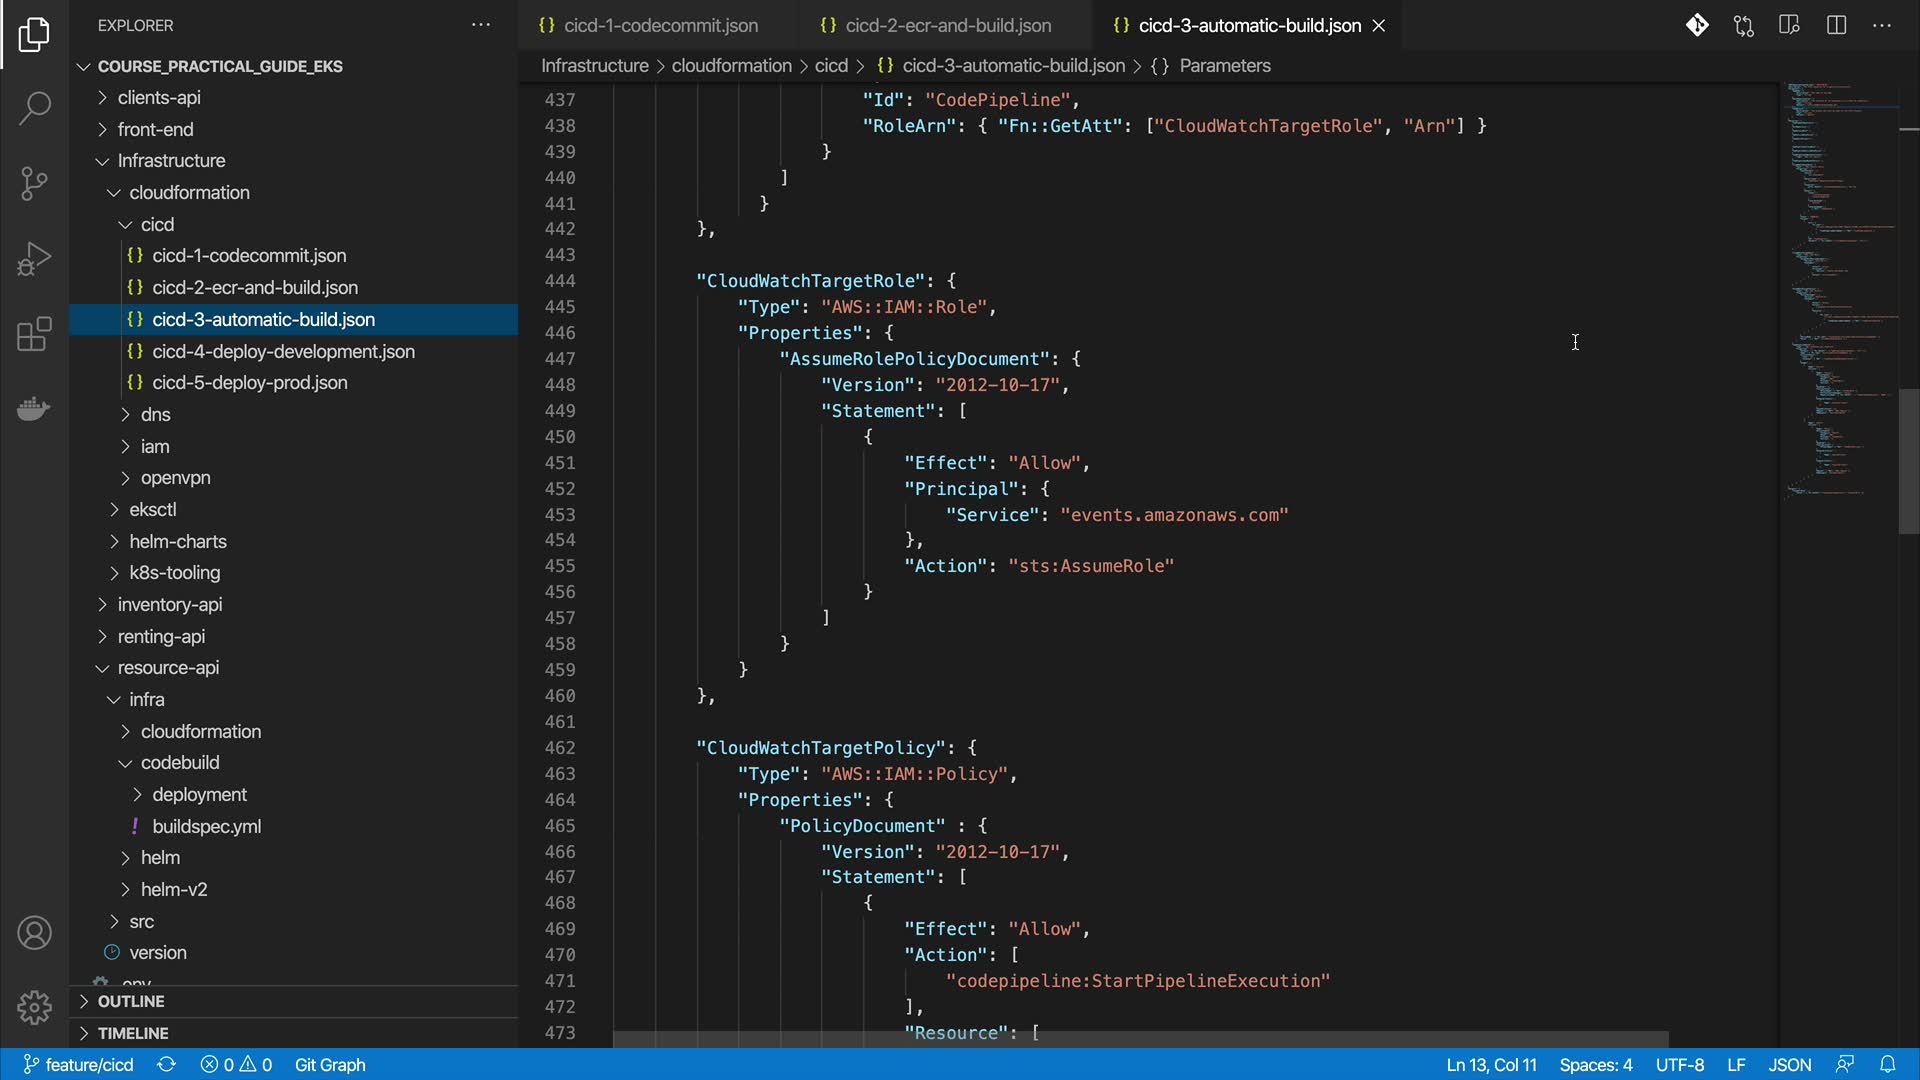 EXPLORER
COURSE_PRACTICAL_GUIDE_EKS
clients-api
front-end
Infrastructure
cloudformation
cicd
{} cicd-1-codecommit.json
{} cicd-2-ecr-and-build.json
{} cicd-3-automatic-build.json
{} cicd-4-deploy-development.json
{} cicd-5-deploy-prod.json
dns
iam
openvpn
eksctl
helm-charts
k8s-tooling
inventory-api
renting-api
resource-api
infra
cloudformation
codebuild
deployment
! buildspec.yml
helm
helm-v2
src
version
OUTLINE
TIMELINE
{} cicd-1-codecommit.json {} cicd-2-ecr-and-build.json {} cicd-3-automatic-build.json
Infrastructure > cloudformation > cicd > {} cicd-3-automatic-build.json > {} Parameters
437 "Id": "CodePipeline",
438 "RoleArn": { "Fn::GetAtt": ["CloudWatchTargetRole", "Arn"] }
439 }
440 ]
441 }
442 },
443
444 "CloudWatchTargetRole": {
445 "Type": "AWS::IAM::Role",
446 "Properties": {
447 "AssumeRolePolicyDocument": {
448 "Version": "2012-10-17",
449 "Statement": [
450 {
451 "Effect": "Allow",
452 "Principal": {
453 "Service": "events.amazonaws.com"
454 },
455 "Action": "sts:AssumeRole"
456 }
457 ]
458 }
459 }
460 },
461
462 "CloudWatchTargetPolicy": {
463 "Type": "AWS::IAM::Policy",
464 "Properties": {
465 "PolicyDocument" : {
466 "Version": "2012-10-17",
467 "Statement": [
468 {
469 "Effect": "Allow",
470 "Action": [
471 "codepipeline:StartPipelineExecution"
472 ],
473 "Resource": [
feature/cicd 0 0 Git Graph Ln 13, Col 11 Spaces: 4 UTF-8 LF JSON